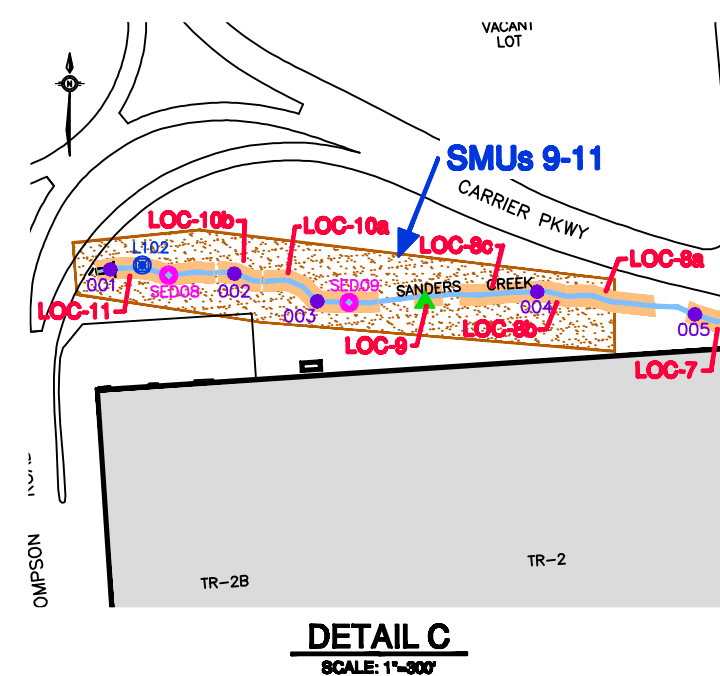 VACANT
LOT
SMUs 9-11
CARRIER PKWY
LOC-10b
LOC-10a
L102
LOC-8c
LOC-8a
001
SED08
002
SED09
SANDERS CREEK
LOC-11
003
004
LOC-8b
005
LOC-9
LOC-7
OMPSON
TR-2B
TR-2
DETAIL C
SCALE: 1"=300'